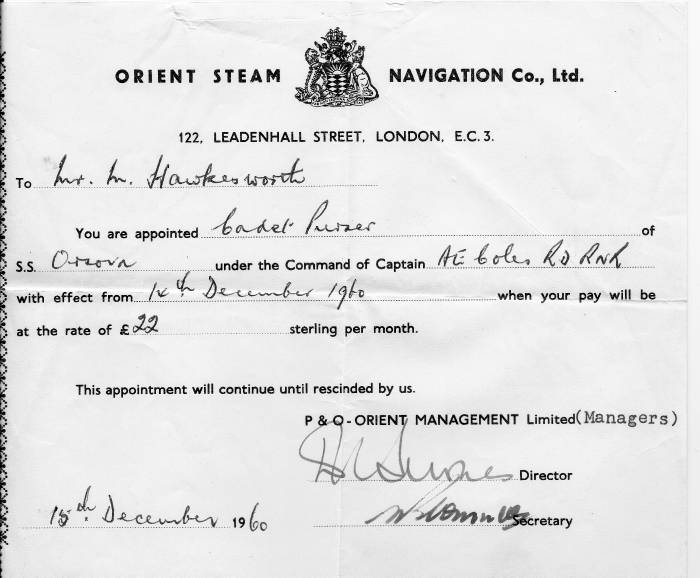 ORIENT STEAM NAVIGATION Co., Ltd.
122, LEADENHALL STREET, LONDON, E.C.3.
To Mr. M. Hawkesworth
You are appointed Cadet Purser of
S.S. Orsova under the Command of Captain AE Coles RD RNR
with effect from 14th December 1960 when your pay will be
at the rate of £22 sterling per month.
This appointment will continue until rescinded by us.
P & O-ORIENT MANAGEMENT Limited (Managers)
Director
15th December 1960 Secretary